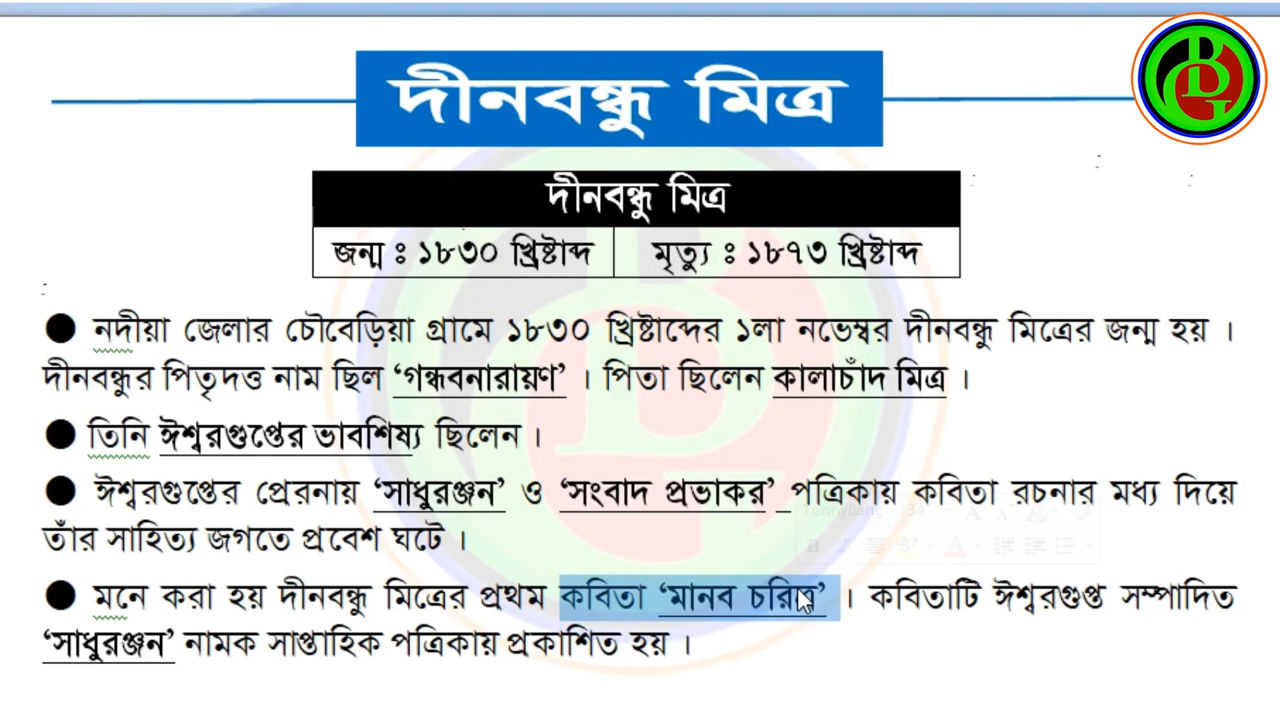 দীনবন্ধু মিত্র
দীনবন্ধু মিত্র
জন্ম ঃ ১৮৩০ খ্রিষ্টাব্দ মৃত্যু ঃ ১৮৭৩ খ্রিষ্টাব্দ
● নদীয়া জেলার চৌবেড়িয়া গ্রামে ১৮৩০ খ্রিষ্টাব্দের ১লা নভেম্বর দীনবন্ধু মিত্রের জন্ম হয় ।
দীনবন্ধুর পিতৃদত্ত নাম ছিল ‘গন্ধবনারায়ণ’ । পিতা ছিলেন কালাচাঁদ মিত্র ।
● তিনি ঈশ্বরগুপ্তের ভাবশিষ্য ছিলেন ।
● ঈশ্বরগুপ্তের প্রেরনায় ‘সাধুরঞ্জন’ ও ‘সংবাদ প্রভাকর’ পত্রিকায় কবিতা রচনার মধ্য দিয়ে
তাঁর সাহিত্য জগতে প্রবেশ ঘটে ।
● মনে করা হয় দীনবন্ধু মিত্রের প্রথম কবিতা ‘মানব চরিত্র’ । কবিতাটি ঈশ্বরগুপ্ত সম্পাদিত
‘সাধুরঞ্জন’ নামক সাপ্তাহিক পত্রিকায় প্রকাশিত হয় ।